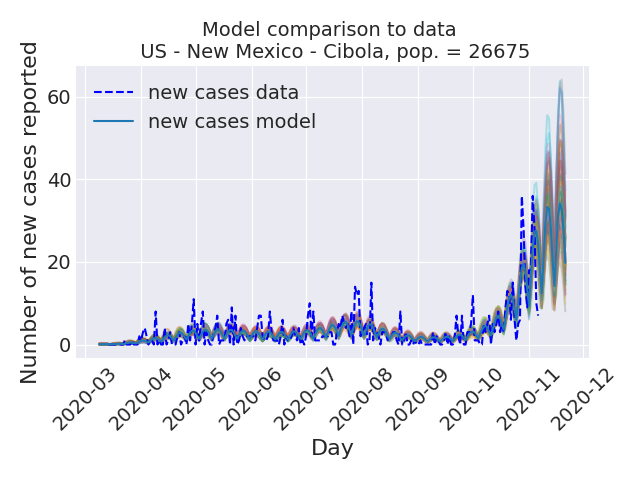 Model comparison to data
US - New Mexico - Cibola, pop. = 26675
Number of new cases reported
60
40
20
0
new cases data
new cases model
2020-03
2020-04
2020-05
2020-06
2020-07
2020-08
2020-09
2020-10
2020-11
2020-12
Day